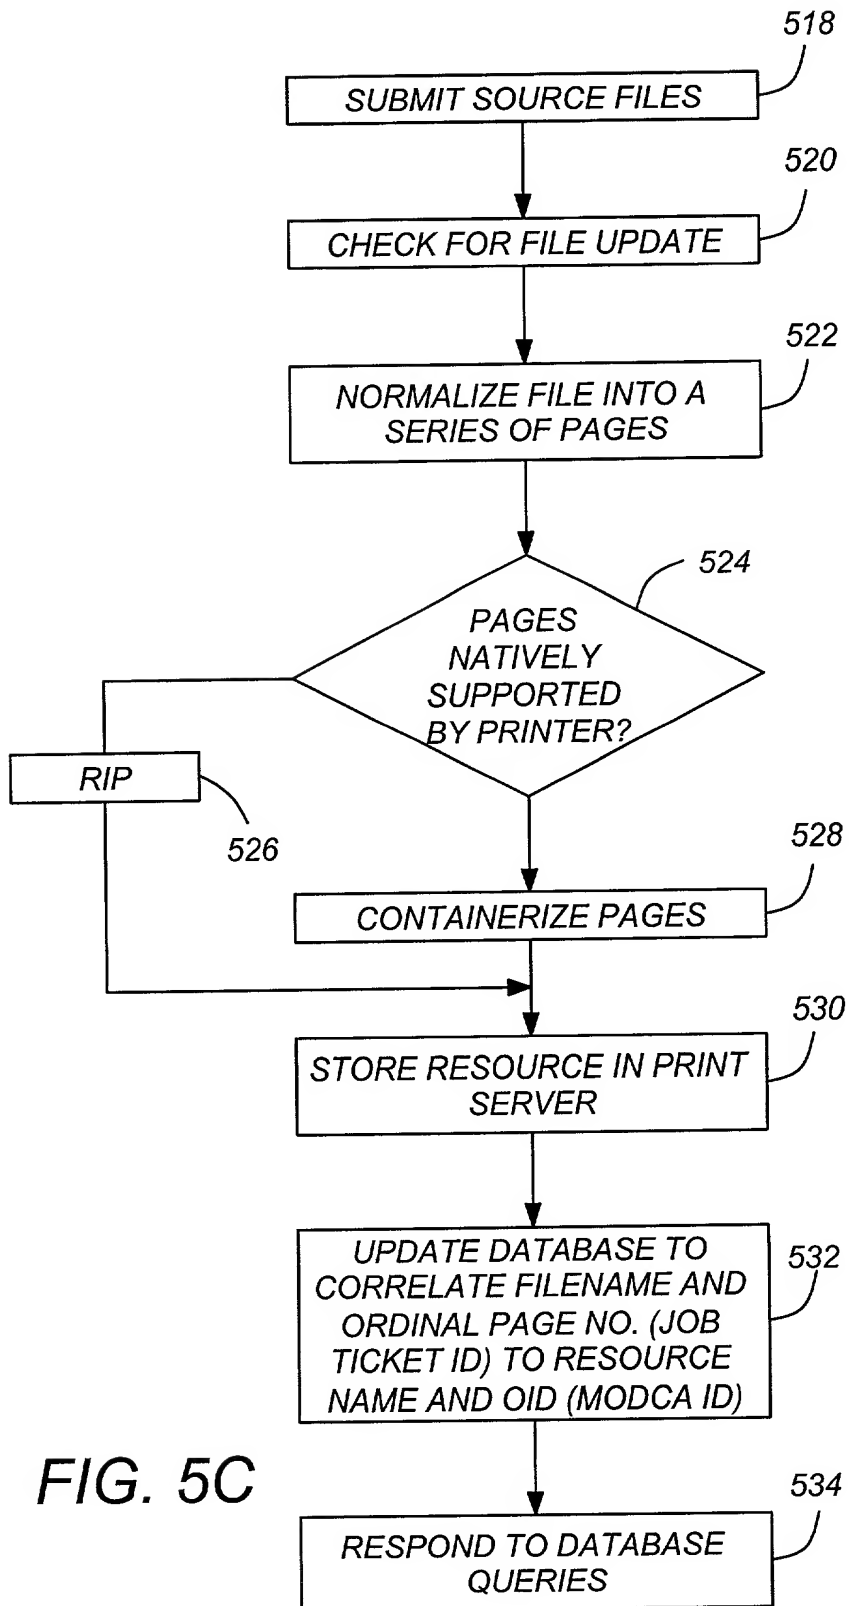 518
SUBMIT SOURCE FILES
520
CHECK FOR FILE UPDATE
522
NORMALIZE FILE INTO A
SERIES OF PAGES
524
PAGES
NATIVELY
SUPPORTED
BY PRINTER?
RIP
526
528
CONTAINERIZE PAGES
530
STORE RESOURCE IN PRINT
SERVER
532
UPDATE DATABASE TO
CORRELATE FILENAME AND
ORDINAL PAGE NO. (JOB
TICKET ID) TO RESOURCE
NAME AND OID (MODCA ID)
FIG. 5C
534
RESPOND TO DATABASE
QUERIES